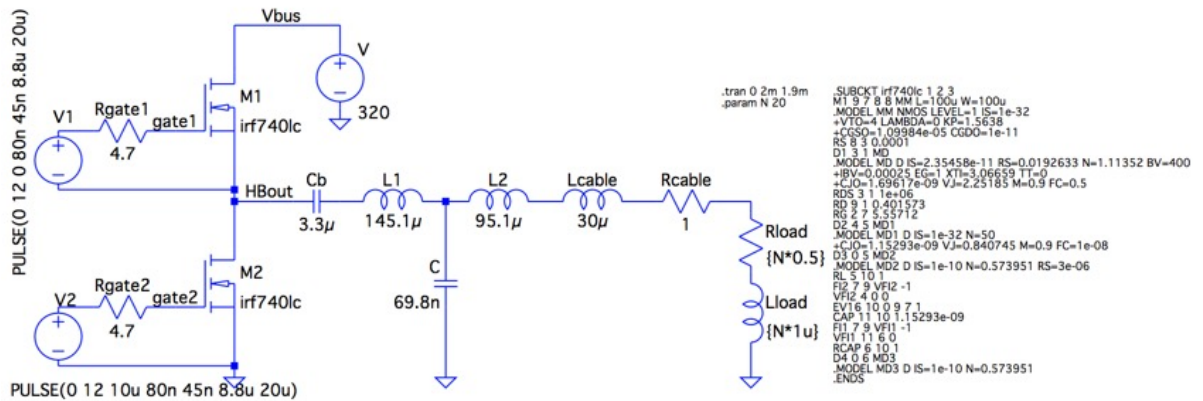 PULSE(0 12 0 80n 45n 8.8u 20u)
Vbus
V
320
V1
Rgate1
gate1
4.7
M1
irf740lc
HBout
Cb
3.3µ
L1
145.1µ
L2
95.1µ
Lcable
30µ
Rcable
1
Rload
{N*0.5}
Lload
{N*1u}
C
69.8n
V2
Rgate2
gate2
4.7
M2
irf740lc
PULSE(0 12 10u 80n 45n 8.8u 20u)
.tran 0 2m 1.9m
.param N 20
.SUBCKT irf740lc 1 2 3
M1 9 7 8 8 MM L=100u W=100u
.MODEL MM NMOS LEVEL=1 IS=1e-32
+VTO=4 LAMBDA=0 KP=1.5638
+CGSO=1.09984e-05 CGDO=1e-11
RS 8 3 0.0001
D1 3 1 MD
.MODEL MD D IS=2.35458e-11 RS=0.0192633 N=1.11352 BV=400
+IBV=0.00025 EG=1 XTI=3.06659 TT=0
+CJO=1.69617e-09 VJ=2.25185 M=0.9 FC=0.5
RDS 3 1 1e+06
RD 9 1 0.401573
RG 2 7 5.55712
D2 4 5 MD1
.MODEL MD1 D IS=1e-32 N=50
+CJO=1.15293e-09 VJ=0.840745 M=0.9 FC=1e-08
D3 0 5 MD2
.MODEL MD2 D IS=1e-10 N=0.573951 RS=3e-06
RL 5 10 1
FI2 7 9 VFI2 -1
VFI2 4 0 0
EV16 10 0 9 7 1
CAP 11 10 1.15293e-09
FI1 7 9 VFI1 -1
VFI1 11 6 0
RCAP 6 10 1
D4 0 6 MD3
.MODEL MD3 D IS=1e-10 N=0.573951
.ENDS